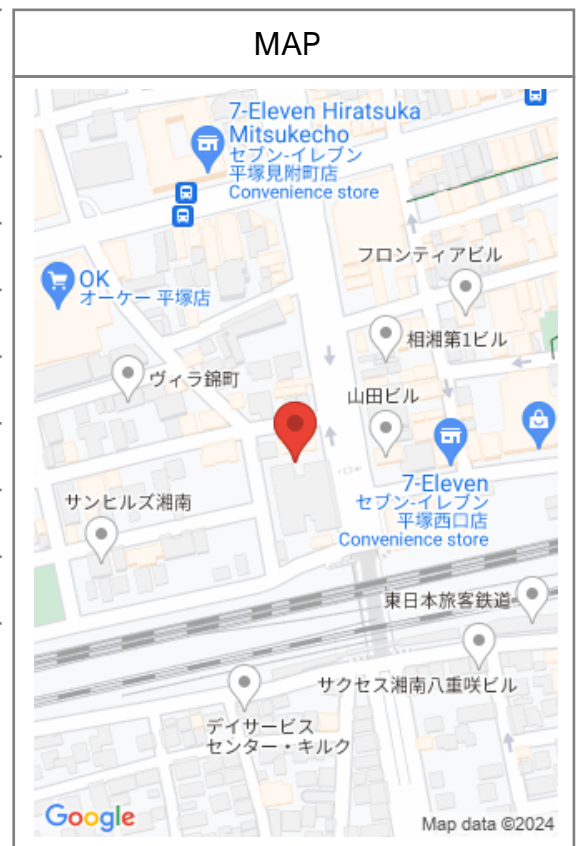 MAP
7-Eleven Hiratsuka
Mitsukecho
セブン‐イレブン
平塚見附町店
Convenience store
フロンティアビル
OK
オーケー 平塚店
相湘第1ビル
ヴィラ錦町
山田ビル
7-Eleven
セブン‐イレブン
平塚西口店
Convenience store
サンヒルズ湘南
東日本旅客鉄道
サクセス湘南八重咲ビル
デイサービス
センター・キルク
Google
Map data ©2024